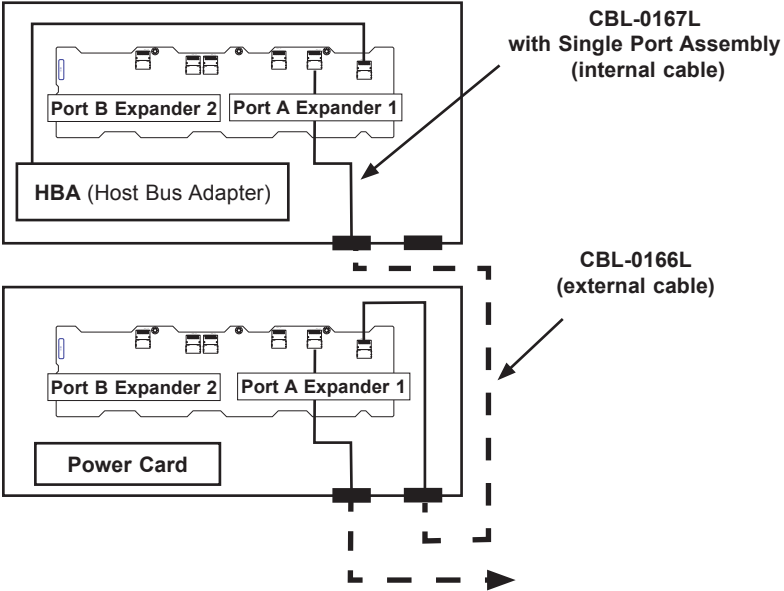 CBL-0167L
with Single Port Assembly
(internal cable)
Port B Expander 2
Port A Expander 1
HBA (Host Bus Adapter)
CBL-0166L
(external cable)
Port B Expander 2
Port A Expander 1
Power Card